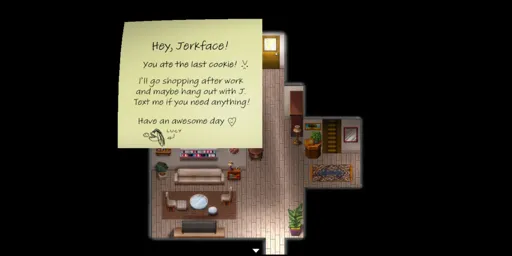 Hey, Jerkface!
You ate the last cookie!
I'll go shopping after work
and maybe hang out with J.
Text me if you need anything!
Have an awesome day ♡